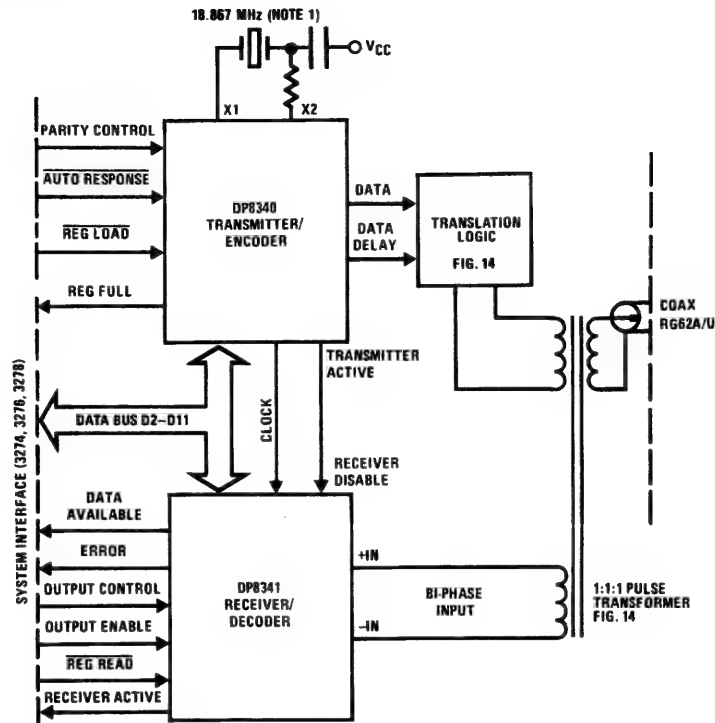 18.867 MHz (NOTE 1)
VCC
X1
X2
PARITY CONTROL
AUTO RESPONSE
REG LOAD
REG FULL
DP8340
TRANSMITTER/
ENCODER
DATA
DATA
DELAY
TRANSLATION
LOGIC
FIG. 14
COAX
RG62A/U
TRANSMITTER
ACTIVE
CLOCK
DATA BUS D2–D11
RECEIVER
DISABLE
SYSTEM INTERFACE (3274, 3276, 3278)
DATA
AVAILABLE
ERROR
OUTPUT CONTROL
OUTPUT ENABLE
REG READ
RECEIVER ACTIVE
DP8341
RECEIVER/
DECODER
+IN
BI-PHASE
INPUT
–IN
1:1:1 PULSE
TRANSFORMER
FIG. 14